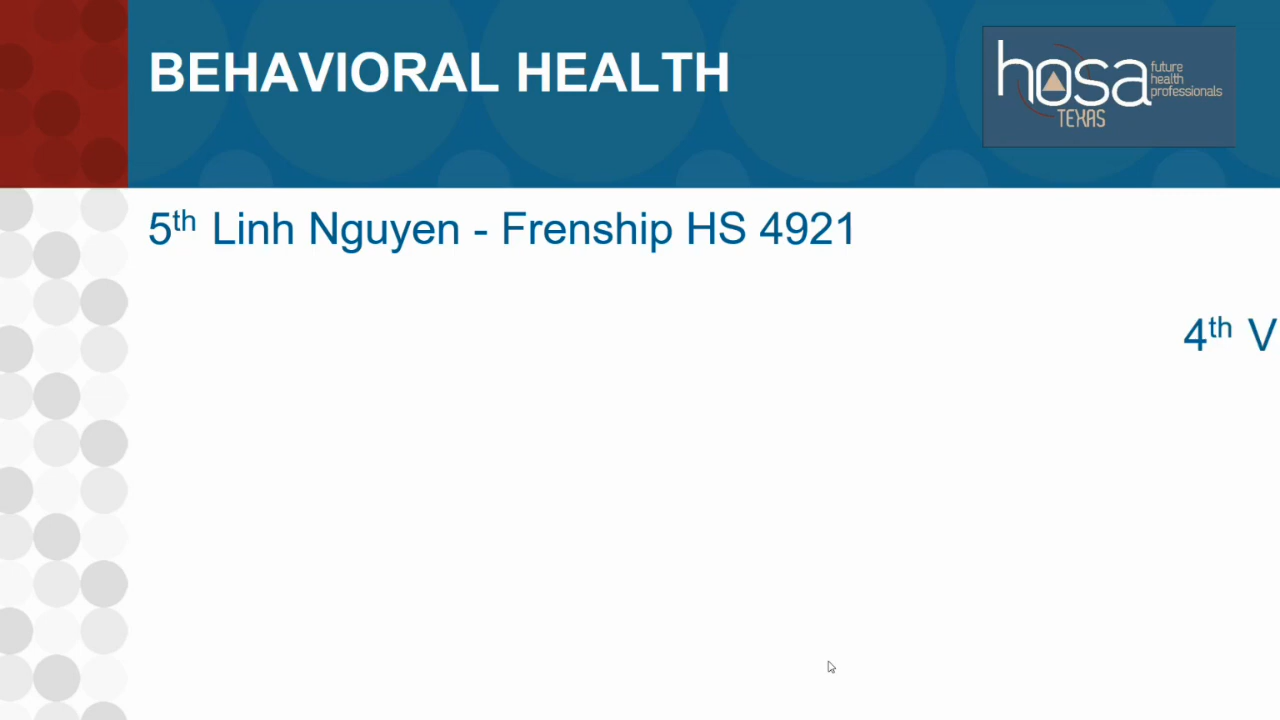 BEHAVIORAL HEALTH
hosa
future
health
professionals
TEXAS
5th Linh Nguyen - Frenship HS 4921
4th V